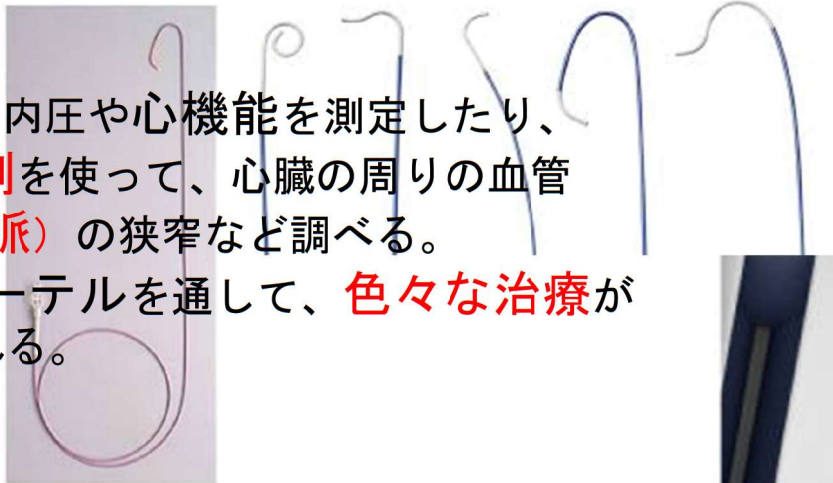 内圧や心機能を測定したり、
を使って、心臓の周りの血管
脈）の狭窄など調べる。
ーテルを通して、色々な治療が
る。